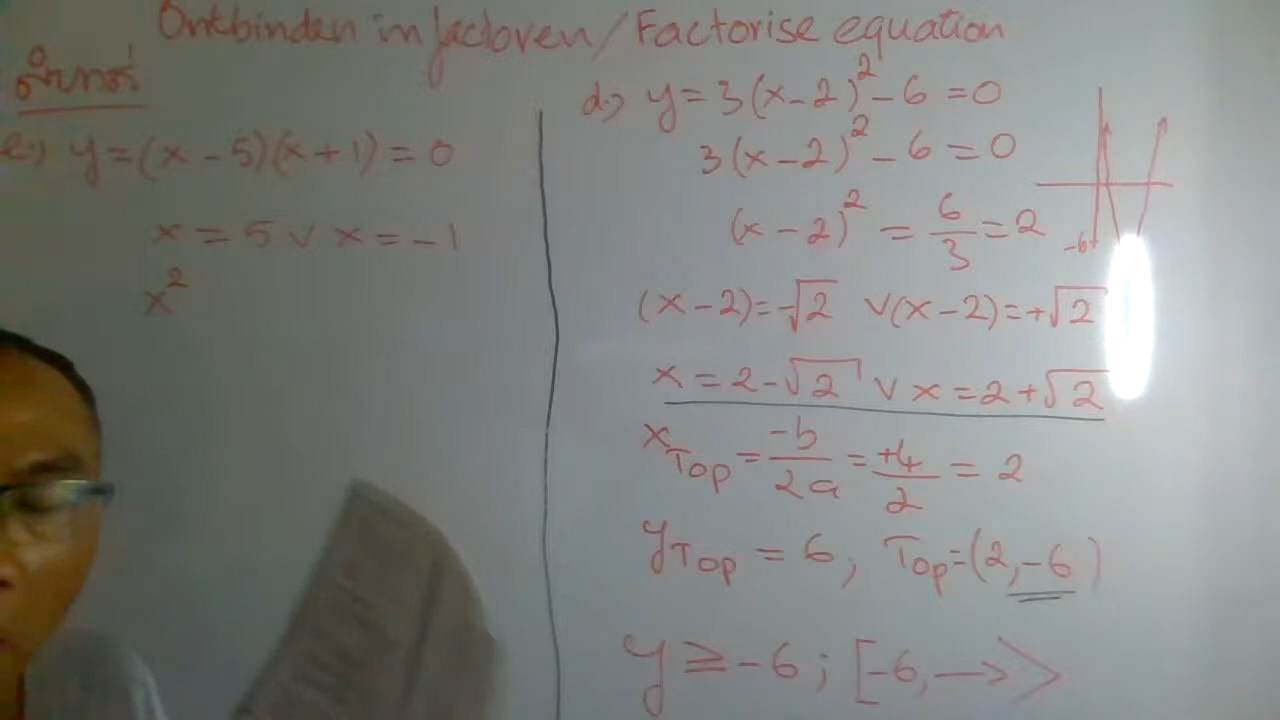 Ontbinden in factoren/Factorise equation
e.) y=(x-5)(x+1)=0
x = 5 v x = -1
x²
d.) y=3(x-2)²-6=0
3(x-2)²-6=0
(x-2)² = 6/3 = 2
-6
(x-2)=-√2 v(x-2)=+√2
x=2-√2 v x=2+√2
x_Top = -b/2a = +4/2 = 2
y_Top = 6, Top=(2,-6)
y ≥ -6; [-6, →>